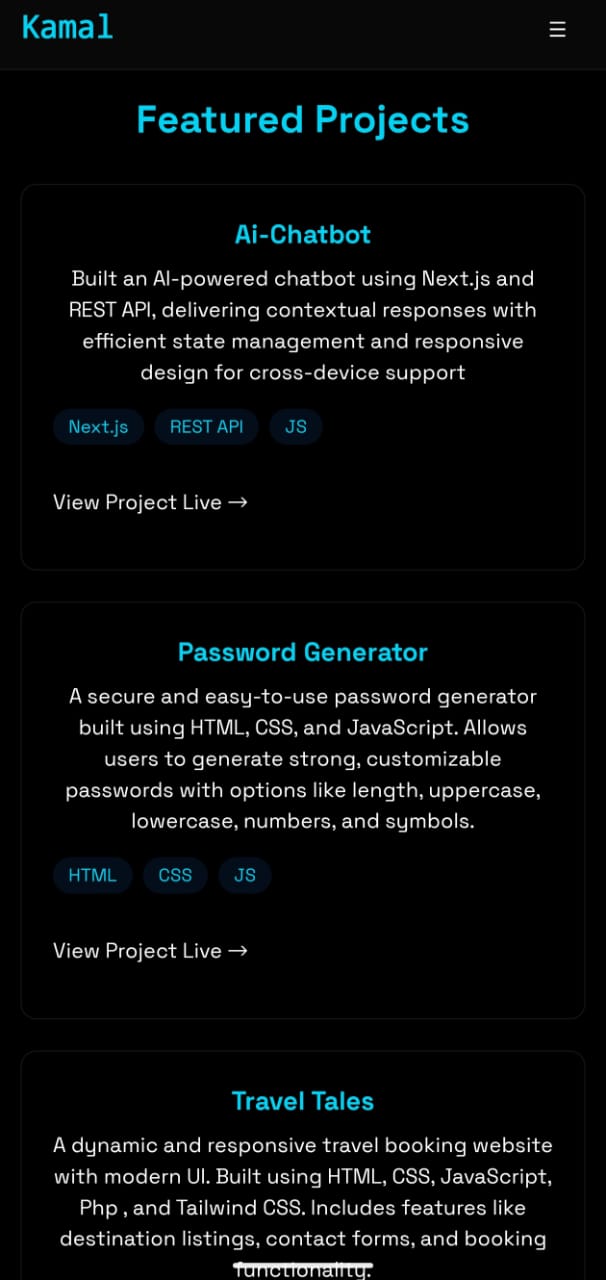 Kamal
☰
Featured Projects
Ai-Chatbot
Built an AI-powered chatbot using Next.js and
REST API, delivering contextual responses with
efficient state management and responsive
design for cross-device support
Next.js REST API JS
View Project Live →
Password Generator
A secure and easy-to-use password generator
built using HTML, CSS, and JavaScript. Allows
users to generate strong, customizable
passwords with options like length, uppercase,
lowercase, numbers, and symbols.
HTML CSS JS
View Project Live →
Travel Tales
A dynamic and responsive travel booking website
with modern UI. Built using HTML, CSS, JavaScript,
Php , and Tailwind CSS. Includes features like
destination listings, contact forms, and booking
functionality.